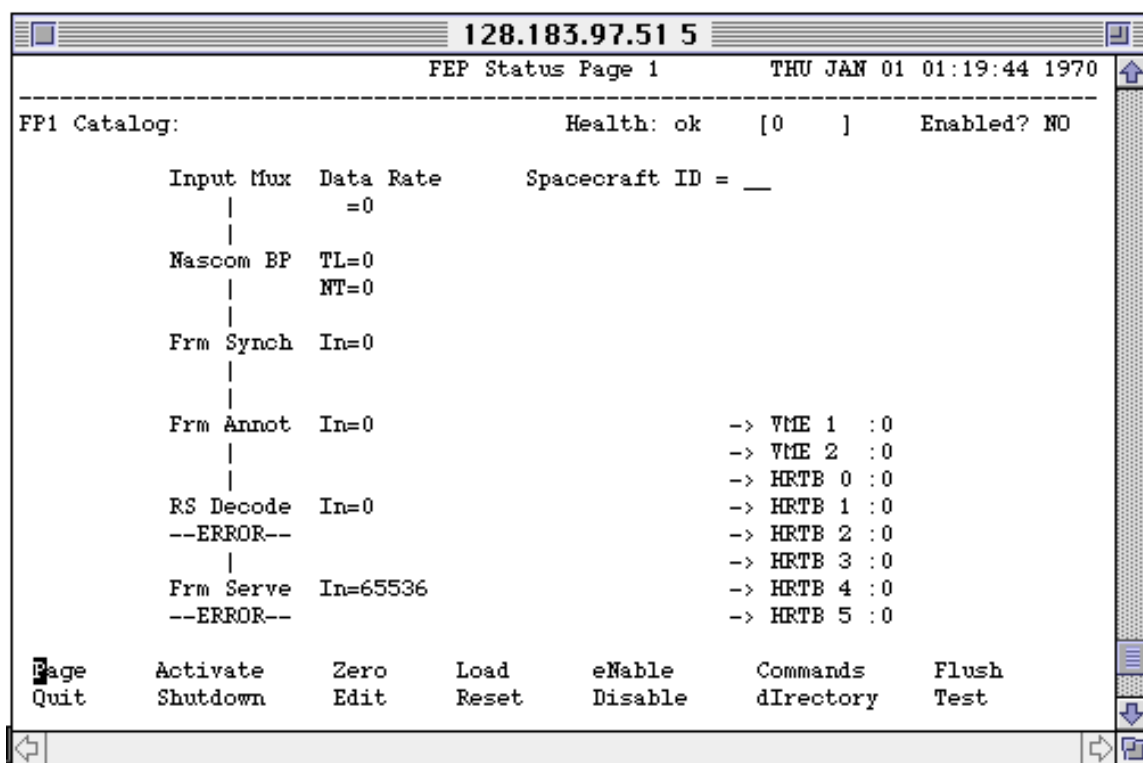 128.183.97.51 5
FEP Status Page 1 THU JAN 01 01:19:44 1970
--------------------------------------------------------------------------------
FP1 Catalog: Health: ok [0 ] Enabled? NO
Input Mux Data Rate Spacecraft ID = __
| =0
|
Nascom BP TL=0
| NT=0
|
Frm Synch In=0
|
|
Frm Annot In=0 -> VME 1 :0
| -> VME 2 :0
| -> HRTB 0 :0
RS Decode In=0 -> HRTB 1 :0
--ERROR-- -> HRTB 2 :0
| -> HRTB 3 :0
Frm Serve In=65536 -> HRTB 4 :0
--ERROR-- -> HRTB 5 :0
Page Activate Zero Load eNable Commands Flush
Quit Shutdown Edit Reset Disable dIrectory Test